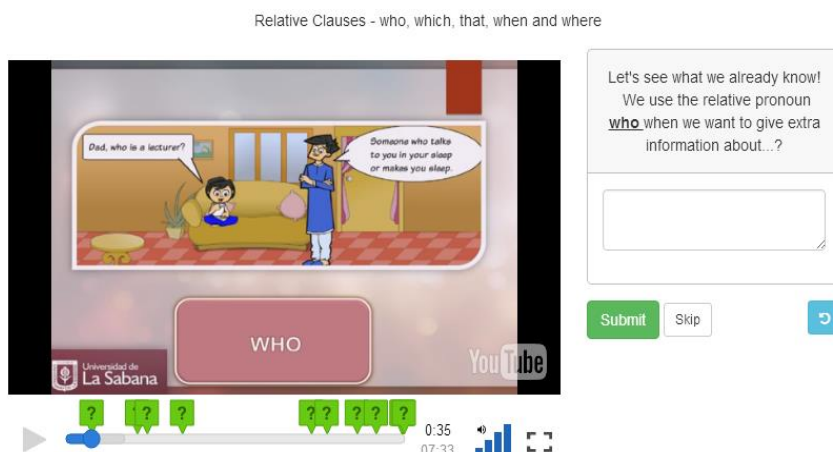 Relative Clauses - who, which, that, when and where
Dad, who is a lecturer?
Someone who talks
to you in your sleep
or makes you sleep.
WHO
Universidad de
La Sabana
YouTube
Let's see what we already know!
We use the relative pronoun
who when we want to give extra
information about...?
Submit
Skip
?
?
?
?
?
?
?
?
?
0:35
07:33